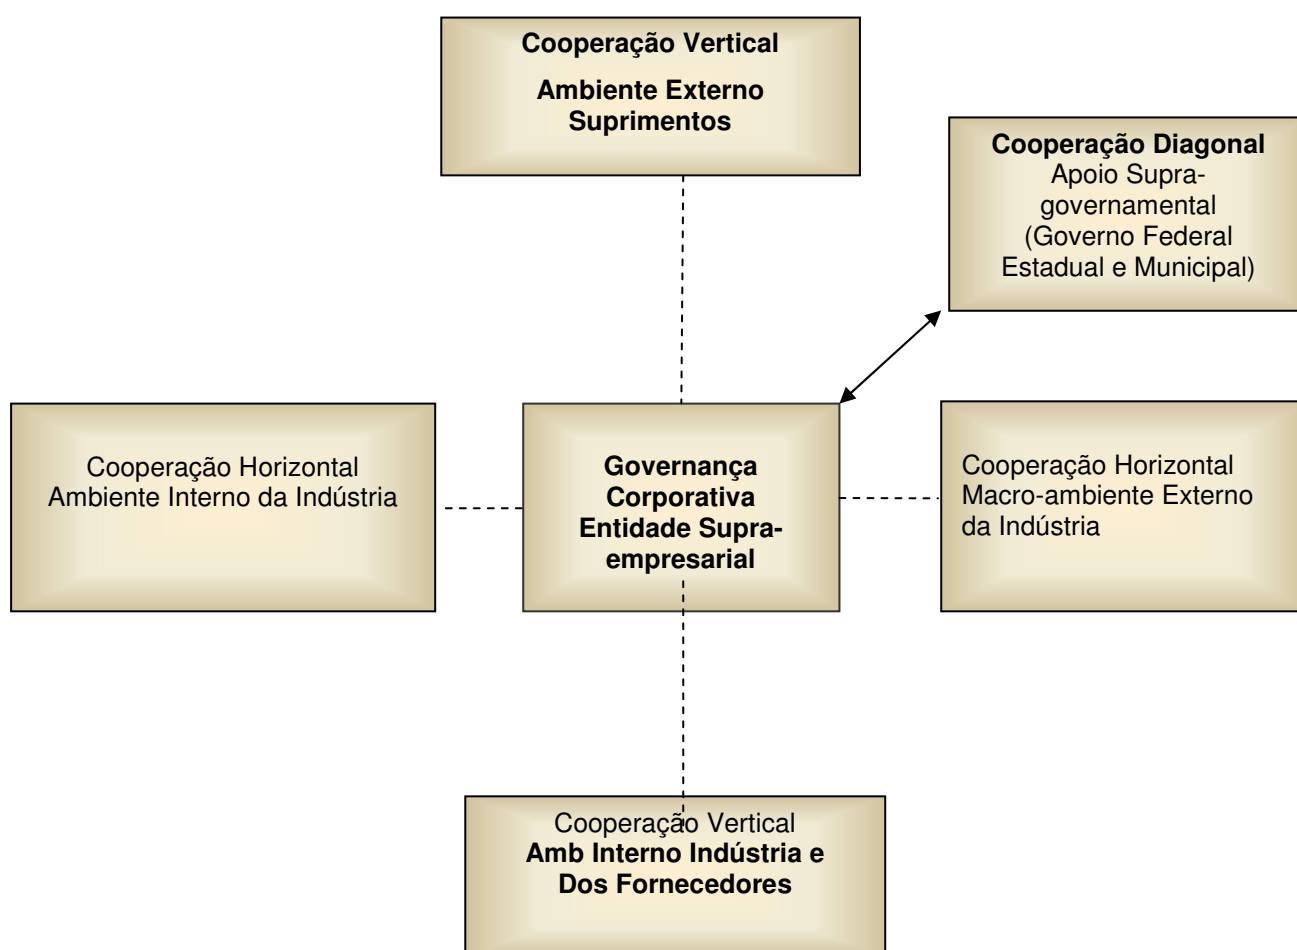 Cooperação Vertical
Ambiente Externo
Suprimentos
Cooperação Diagonal
Apoio Supra-
governamental
(Governo Federal
Estadual e Municipal)
Cooperação Horizontal
Ambiente Interno da Indústria
Governança
Corporativa
Entidade Supra-
empresarial
Cooperação Horizontal
Macro-ambiente Externo
da Indústria
Cooperação Vertical
Amb Interno Indústria e
Dos Fornecedores